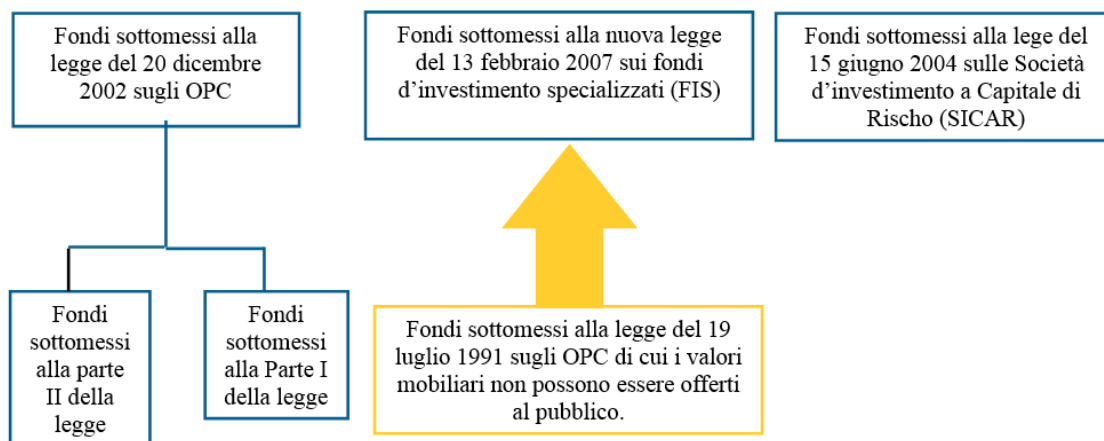 Fondi sottomessi alla
legge del 20 dicembre
2002 sugli OPC
Fondi sottomessi alla nuova legge
del 13 febbraio 2007 sui fondi
d’investimento specializzati (FIS)
Fondi sottomessi alla lege del
15 giugno 2004 sulle Società
d’investimento a Capitale di
Rischo (SICAR)
Fondi
sottomessi
alla parte
II della
legge
Fondi
sottomessi
alla Parte I
della legge
Fondi sottomessi alla legge del 19
luglio 1991 sugli OPC di cui i valori
mobiliari non possono essere offerti
al pubblico.